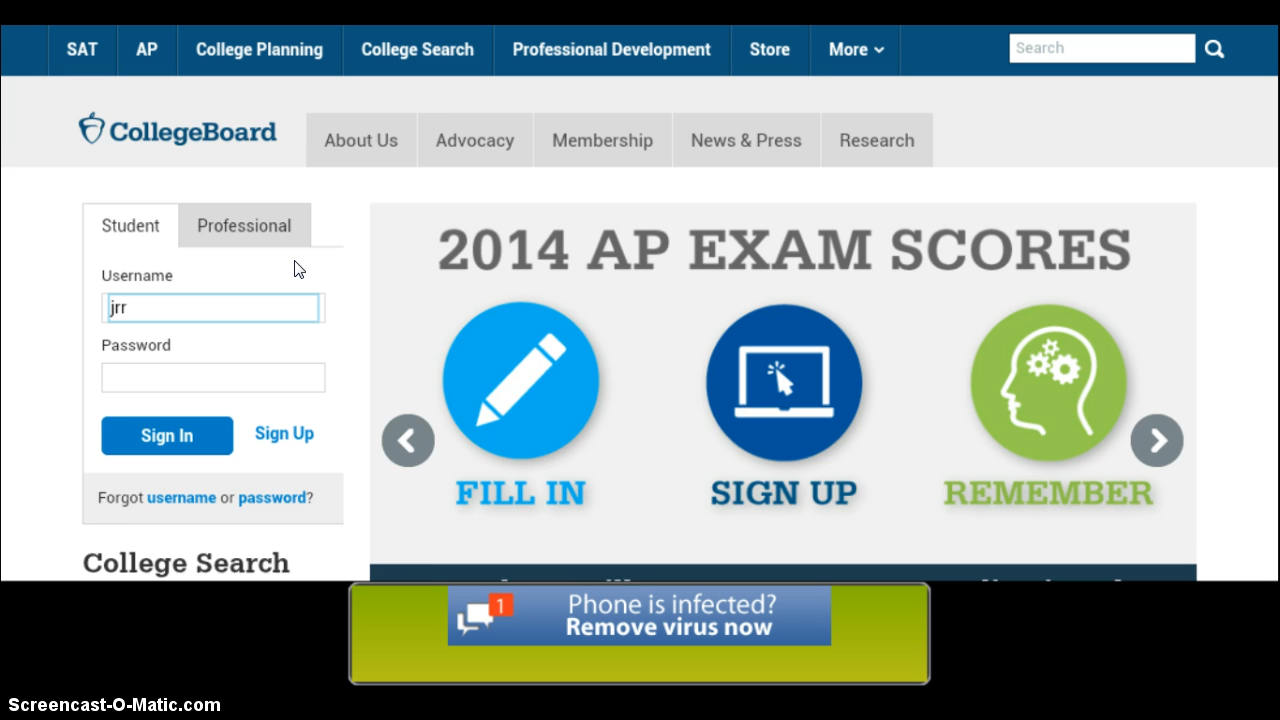 SAT AP College Planning College Search Professional Development Store More Search
CollegeBoard
About Us Advocacy Membership News & Press Research
Student Professional
Username
jrr
Password
Sign In Sign Up
Forgot username or password?
College Search
2014 AP EXAM SCORES
FILL IN SIGN UP REMEMBER
1
Phone is infected?
Remove virus now
Screencast-O-Matic.com